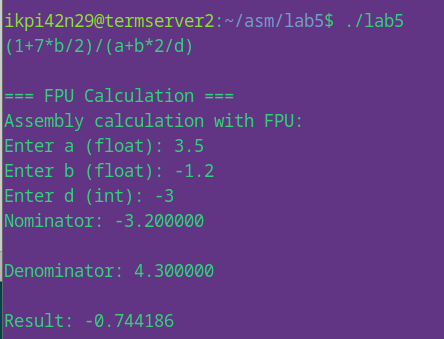 ikpi42n29@termserver2:~/asm/lab5$ ./lab5
(1+7*b/2)/(a+b*2/d)
=== FPU Calculation ===
Assembly calculation with FPU:
Enter a (float): 3.5
Enter b (float): -1.2
Enter d (int): -3
Nominator: -3.200000
Denominator: 4.300000
Result: -0.744186